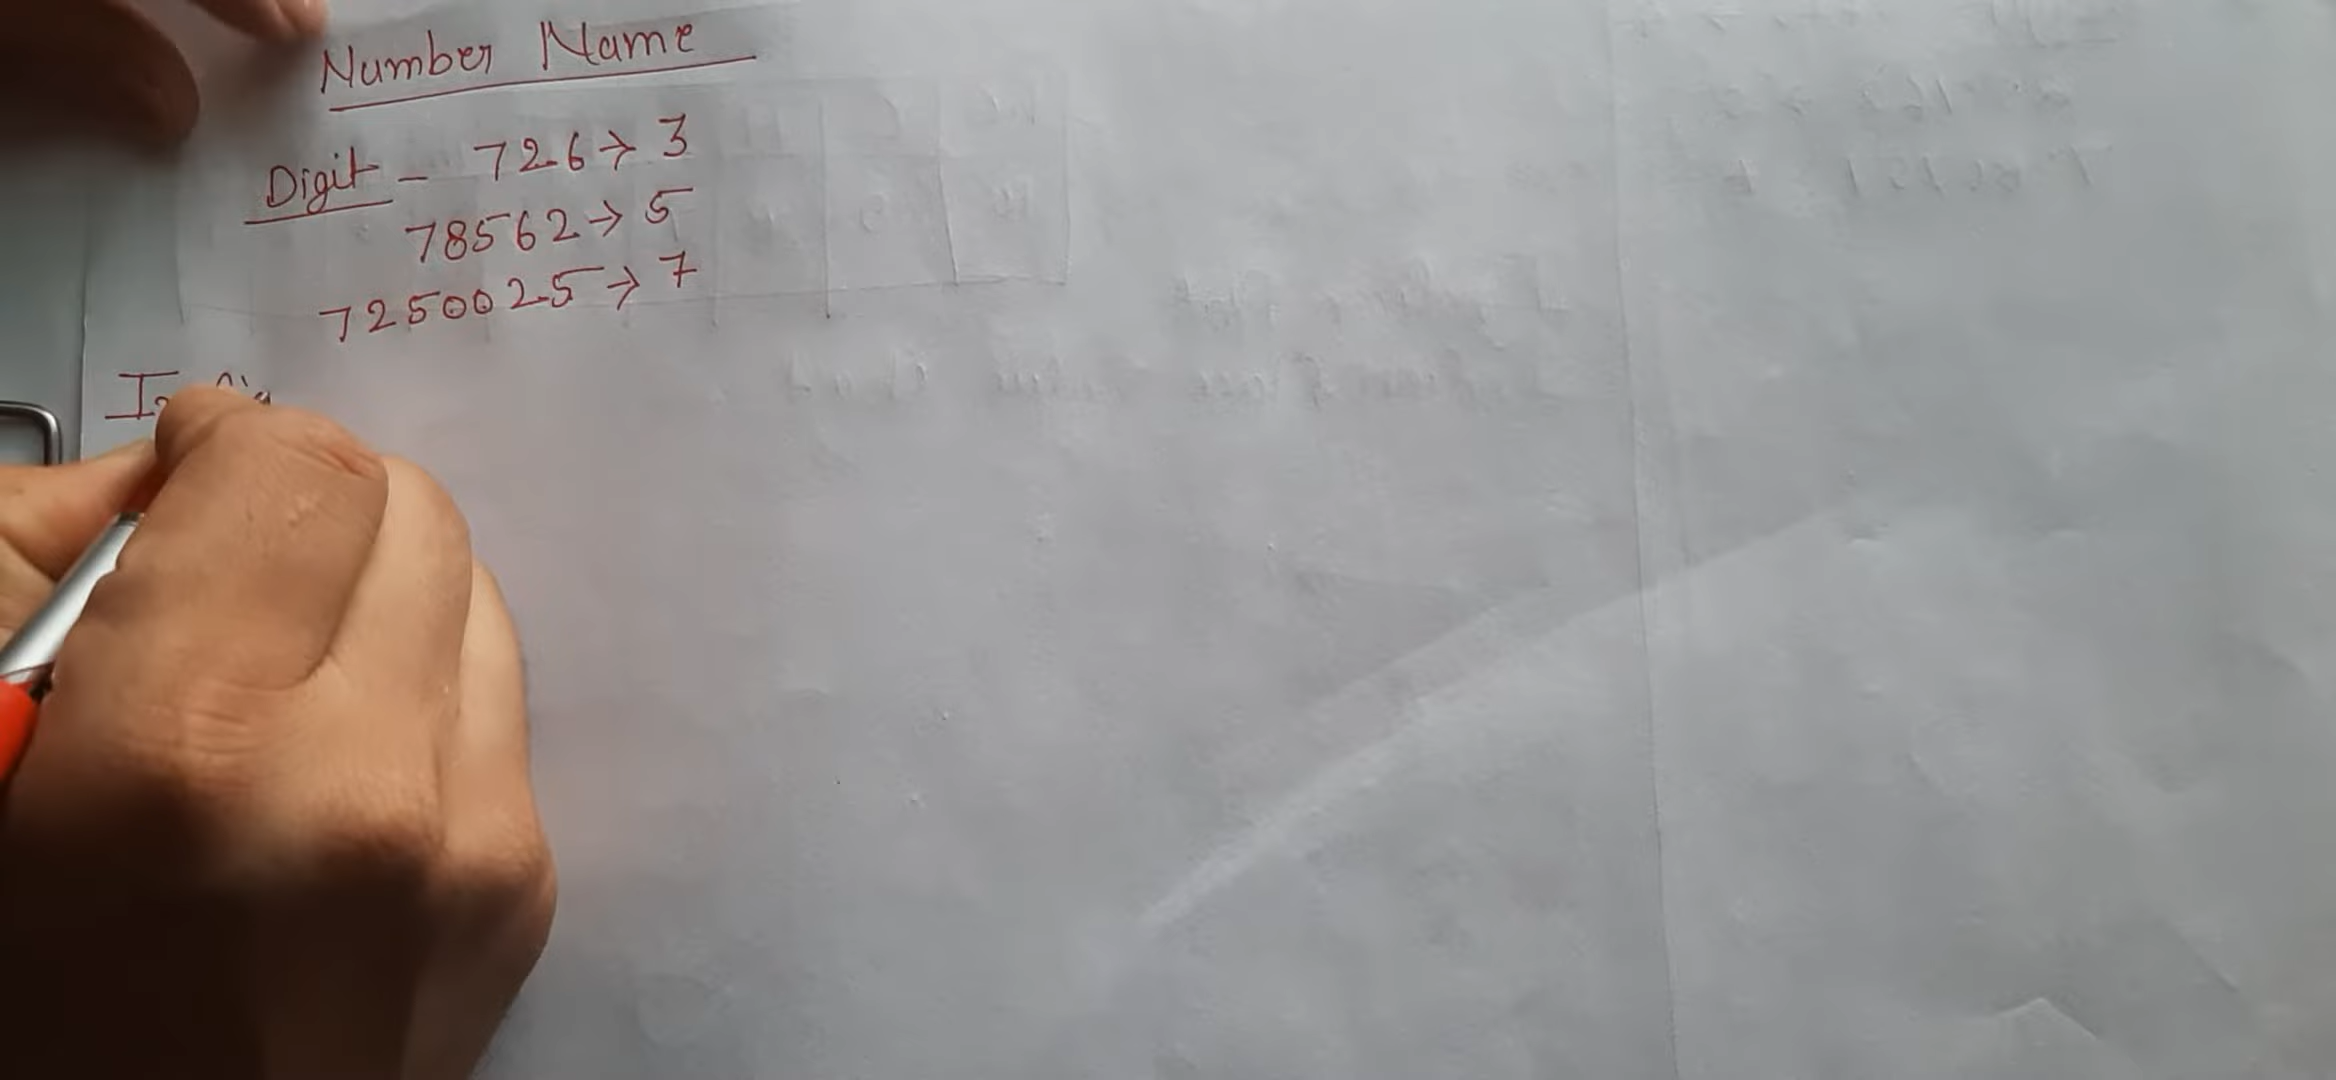 Number Name
Digit - 726 → 3
78562 → 5
7250025 → 7